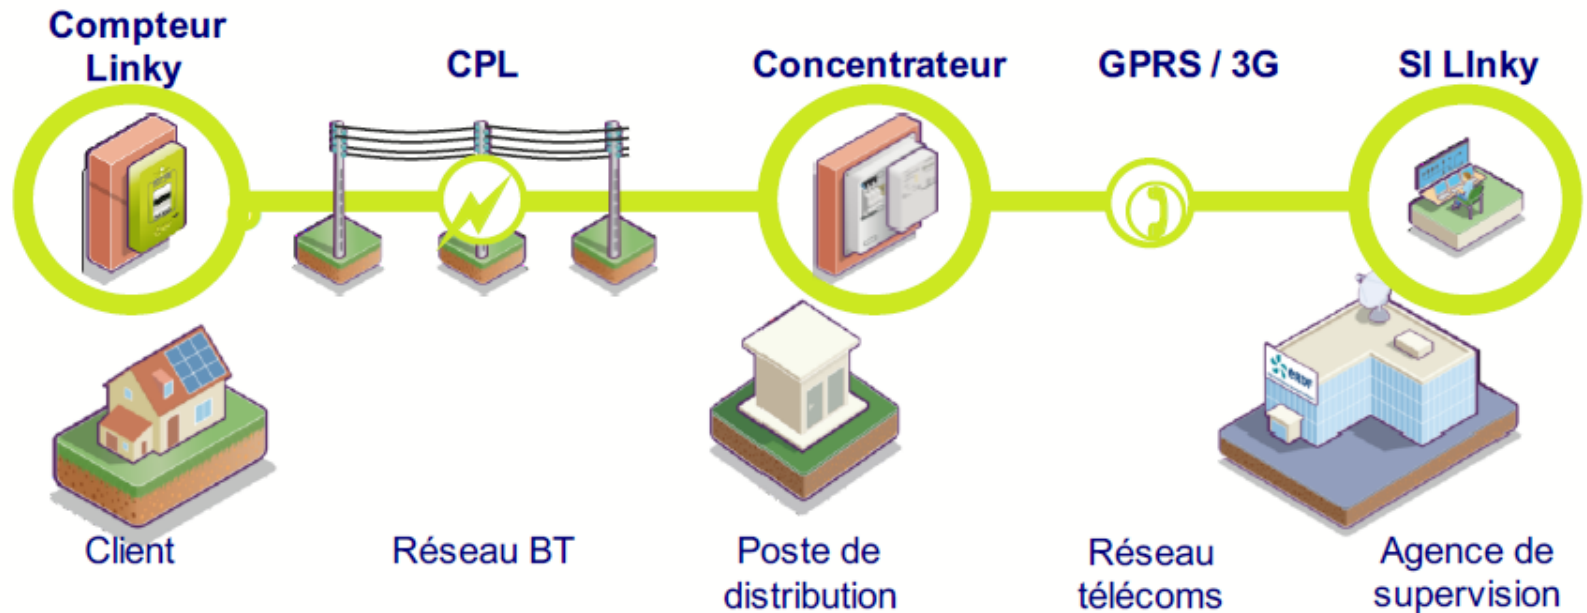 Compteur
Linky
CPL
Concentrateur
GPRS / 3G
SI LInky
eRDF
Client
Réseau BT
Poste de
distribution
Réseau
télécoms
Agence de
supervision